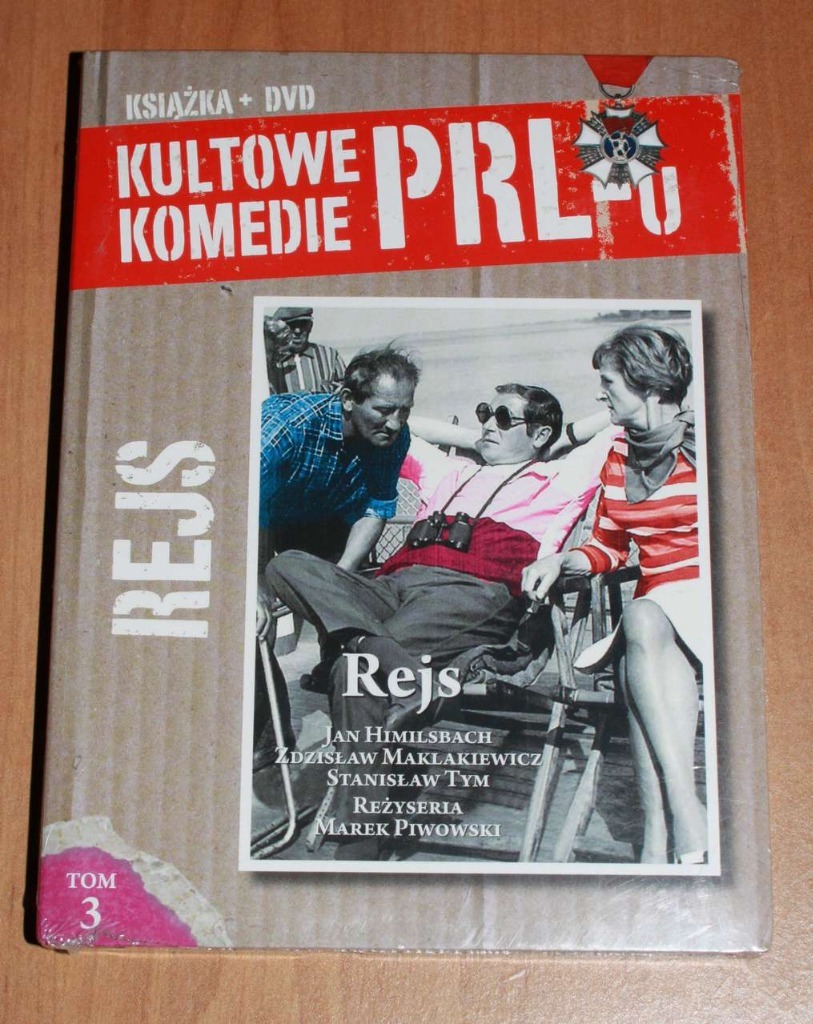 KSIĄŻKA + DVD
KULTOWE
KOMEDIE
PRL-U
REJS
Rejs
JAN HIMILSBACH
ZDZISŁAW MAKLAKIEWICZ
STANISŁAW TYM
REŻYSERIA
MAREK PIWOWSKI
TOM
3